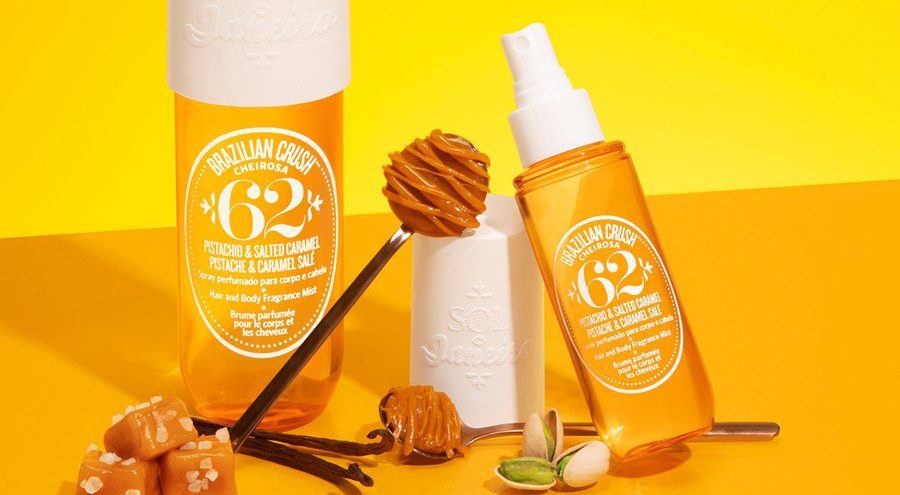 Janeiro
BRAZILIAN CRUSH™
CHEIROSA
62
PISTACHIO & SALTED CARAMEL
PISTACHE & CARAMEL SALÉ
Spray perfumado para corpo e cabelo
Hair and Body Fragrance Mist
Brume parfumée
pour le corps et
les cheveux
SOL
Janeiro
BRAZILIAN CRUSH™
CHEIROSA
62
PISTACHIO & SALTED CARAMEL
PISTACHE & CARAMEL SALÉ
Spray perfumado para corpo e cabelo
Hair and Body Fragrance Mist
Brume parfumée
pour le corps et
les cheveux